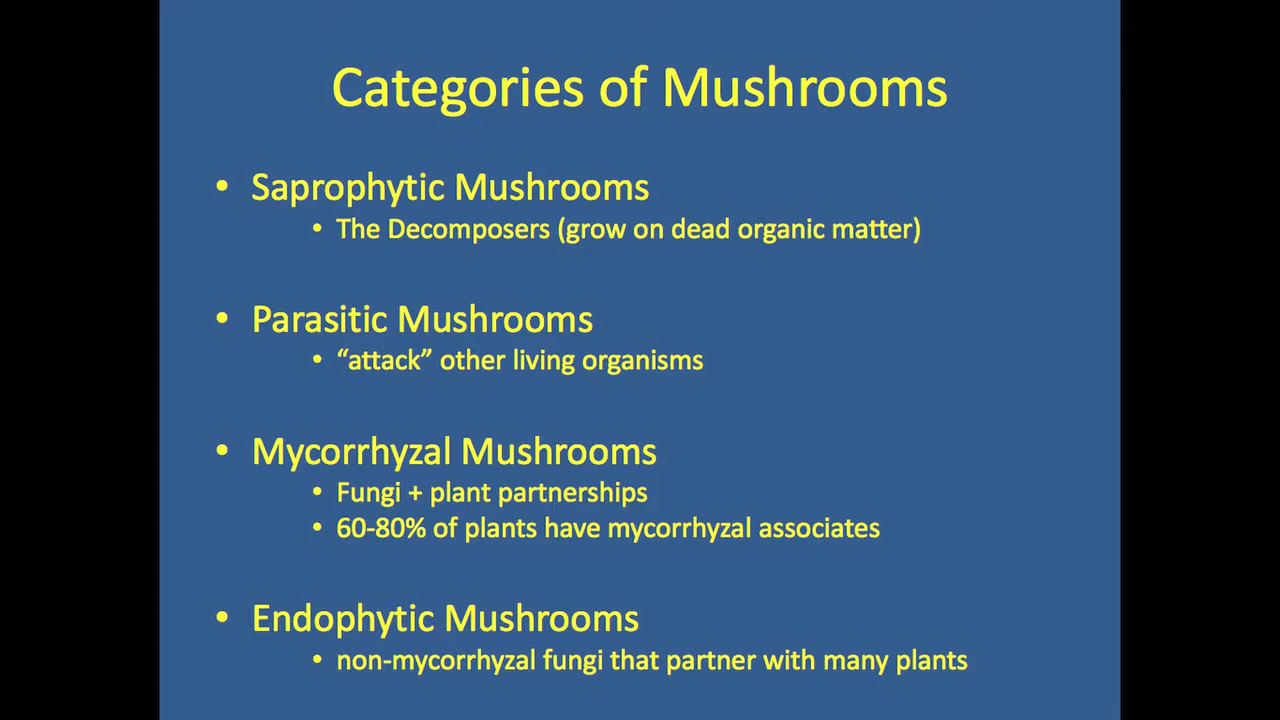 Categories of Mushrooms
• Saprophytic Mushrooms
• The Decomposers (grow on dead organic matter)
• Parasitic Mushrooms
• “attack” other living organisms
• Mycorrhyzal Mushrooms
• Fungi + plant partnerships
• 60-80% of plants have mycorrhyzal associates
• Endophytic Mushrooms
• non-mycorrhyzal fungi that partner with many plants